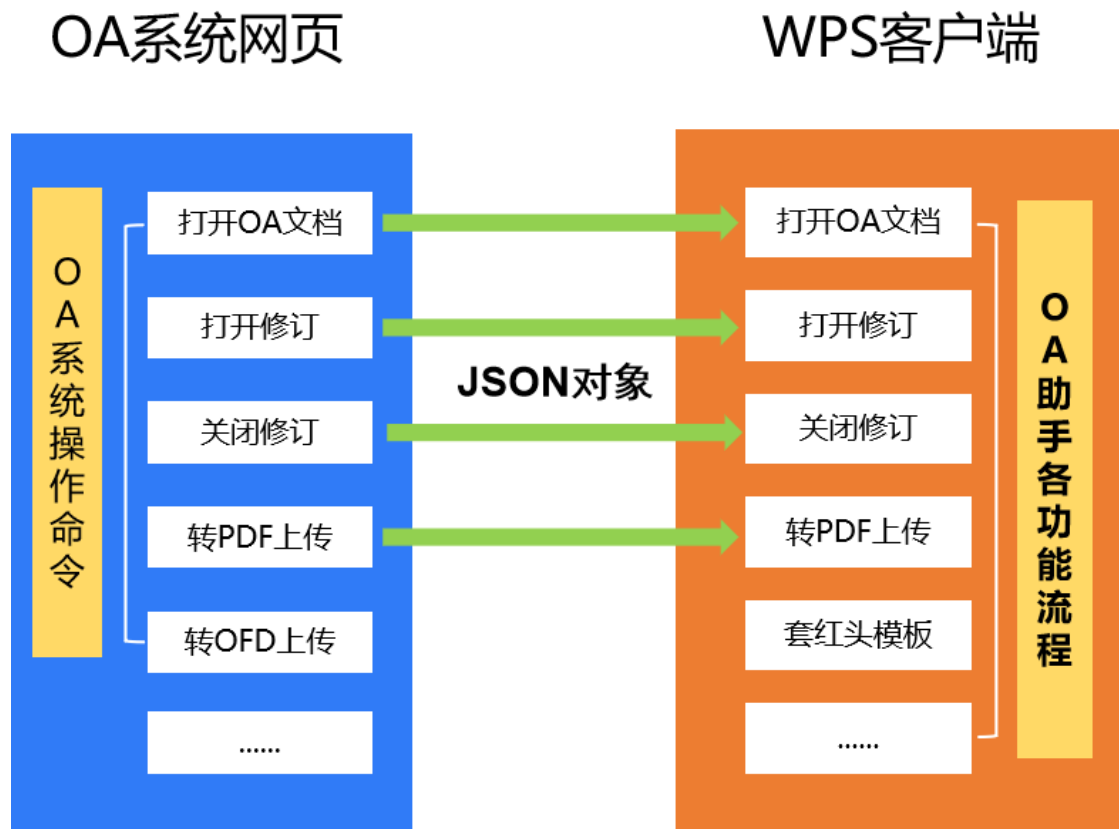 OA系统网页
WPS客户端
OA系统操作命令
打开OA文档
打开修订
关闭修订
转PDF上传
转OFD上传
......
JSON对象
打开OA文档
打开修订
关闭修订
转PDF上传
套红头模板
......
OA助手各功能流程